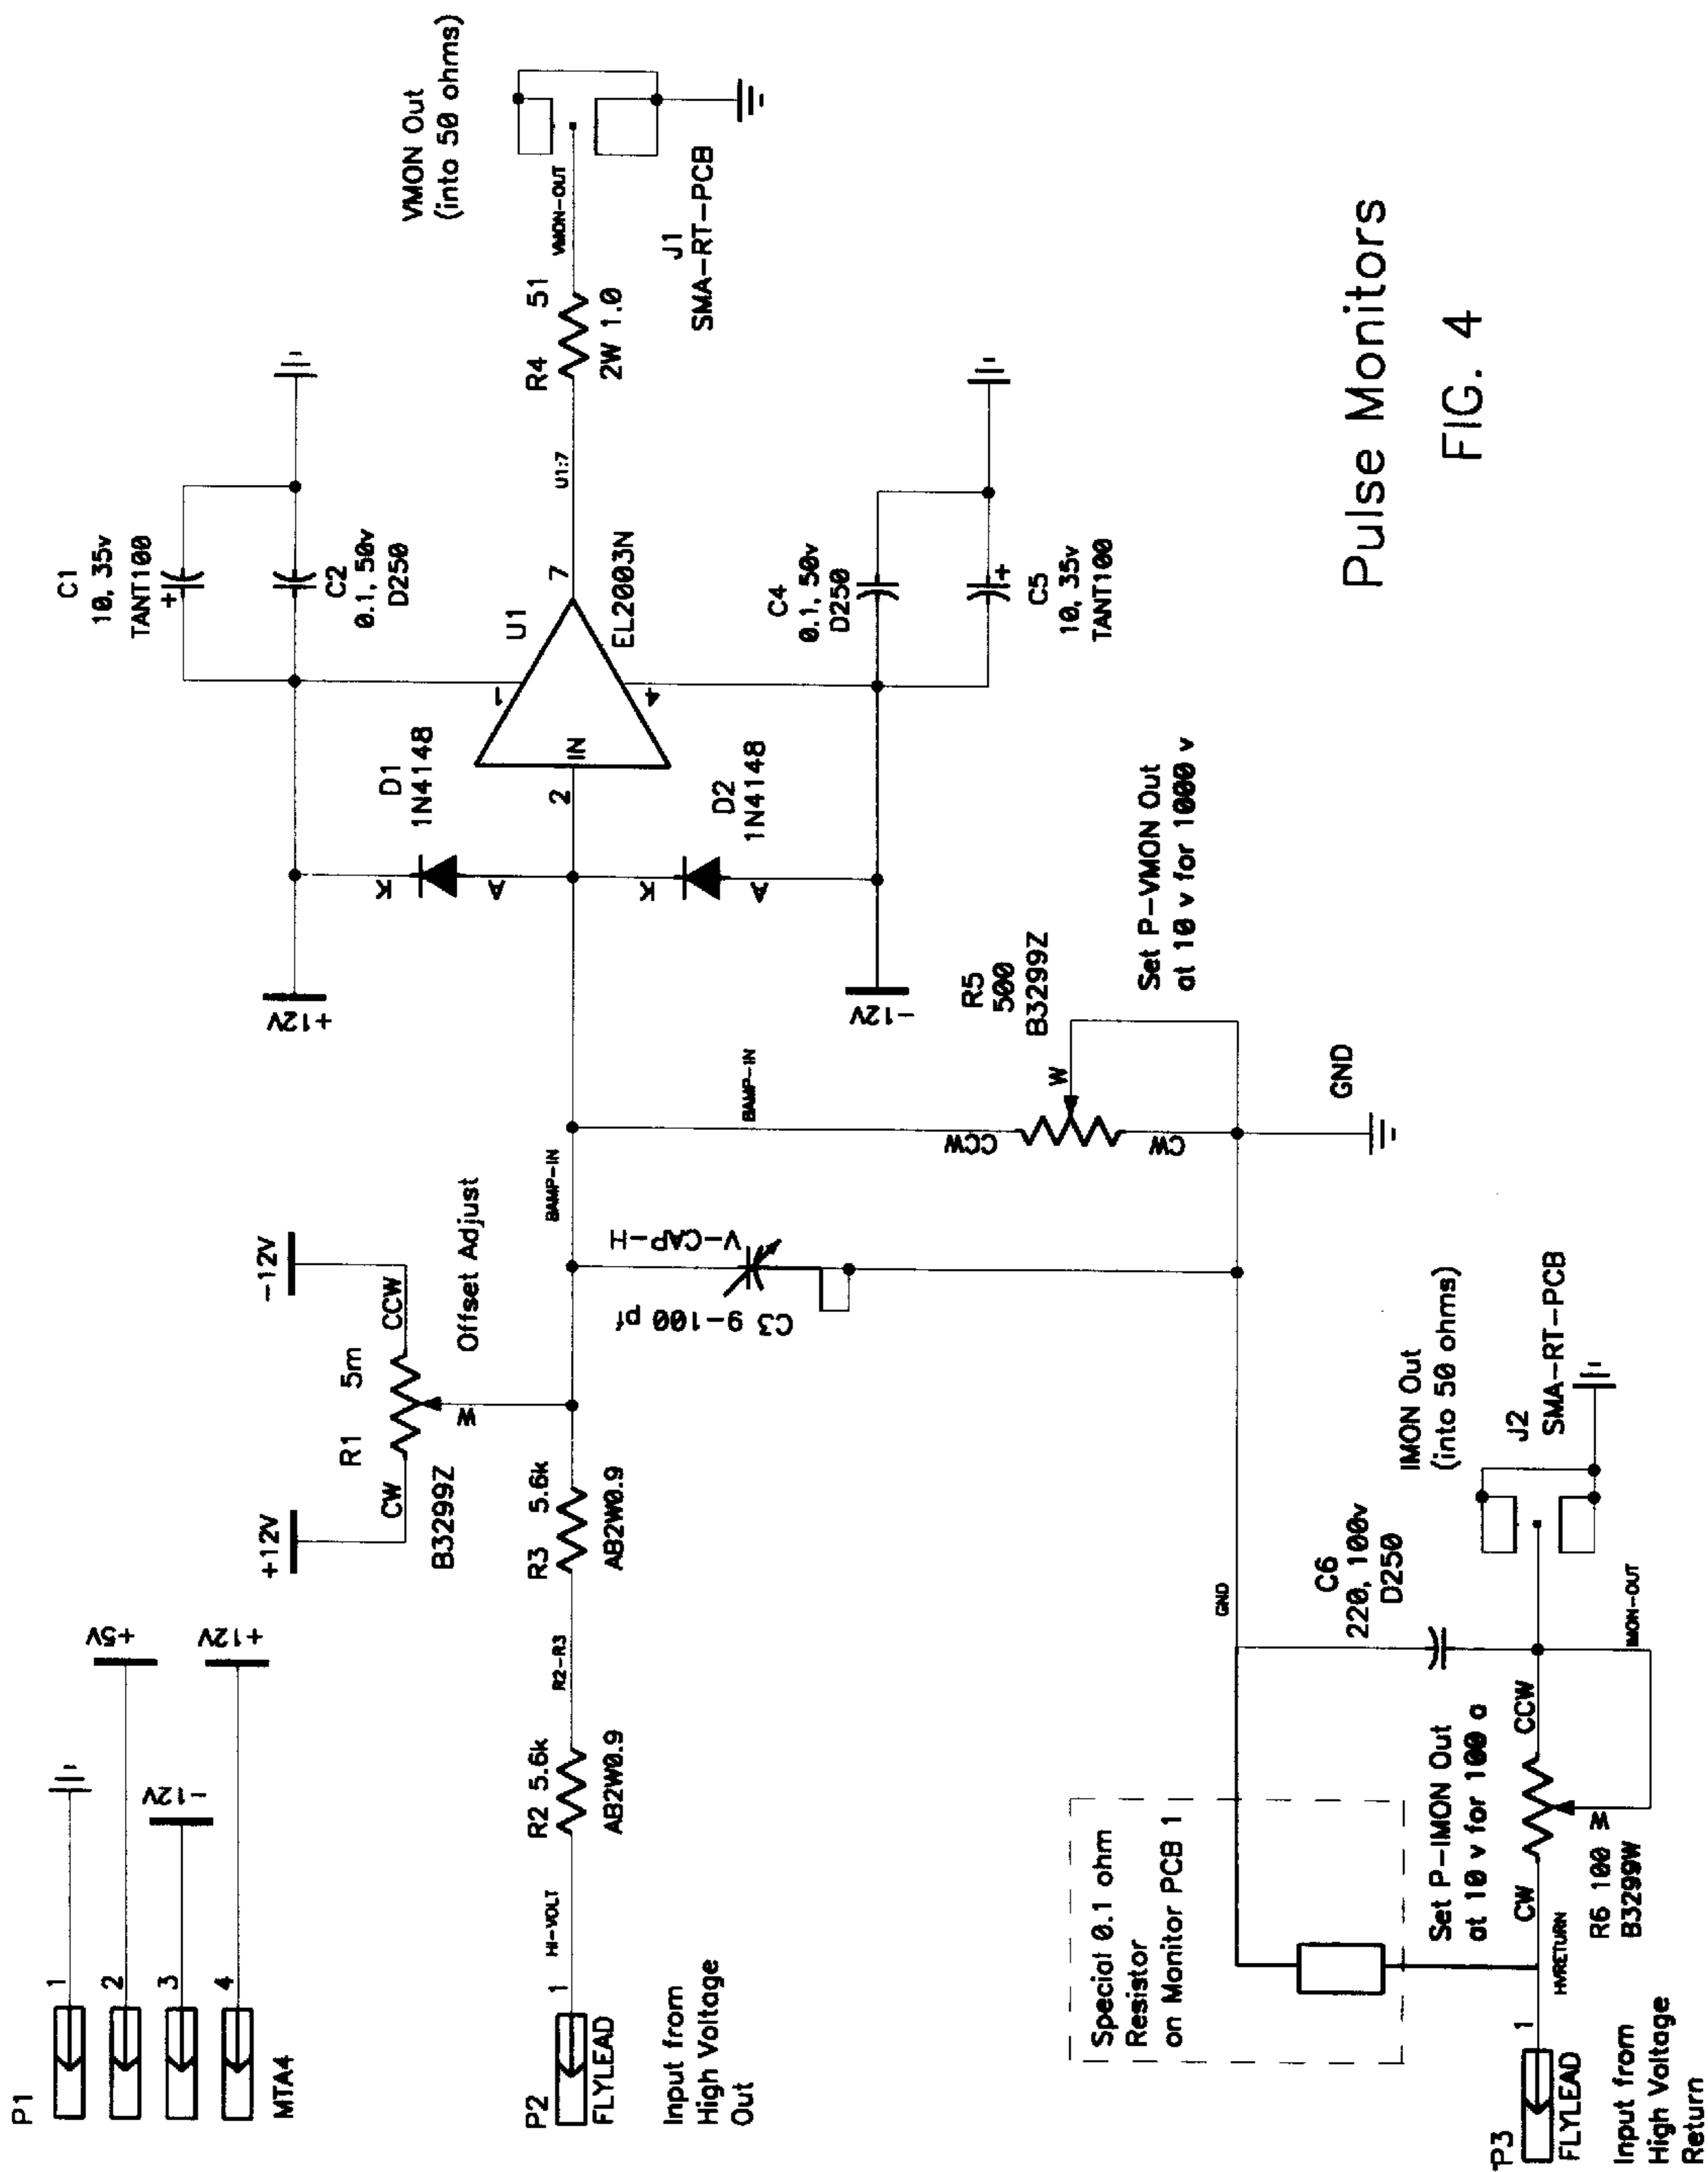 P1
1
2
3
4
MTA4
+5V
-12V
+12V
+12V
-12V
CW
CCW
R1 5m
W
B3299Z
Offset Adjust
P2
1
FLYLEAD
Input from
High Voltage
Out
HI-VOLT
R2 5.6k
AB2W0.9
R2-R3
R3 5.6k
AB2W0.9
BAMP-IN
BAMP-IN
C3 9-100 pf
V-CAP-H
CCW
W
CW
R5
500
B3299Z
Set P-VMON Out
at 10 v for 1000 v
GND
+12V
-12V
K
D1
1N4148
A
K
D2
1N4148
A
C1
10, 35v
TANT100
+
C2
0.1, 50v
D250
2
IN
1
4
7
U1
EL2003N
U1:7
C4
0.1, 50v
D250
+
C5
10, 35v
TANT100
R4 51
2W 1.0
VMON-OUT
VMON Out
(into 50 ohms)
J1
SMA-RT-PCB
GND
Special 0.1 ohm
Resistor
on Monitor PCB 1
P3
1
FLYLEAD
Input from
High Voltage
Return
HVRETURN
Set P-IMON Out
at 10 v for 100 a
CW
CCW
W
R6 100
B3299W
IMON-OUT
C6
220, 100v
D250
IMON Out
(into 50 ohms)
J2
SMA-RT-PCB
Pulse Monitors
FIG. 4